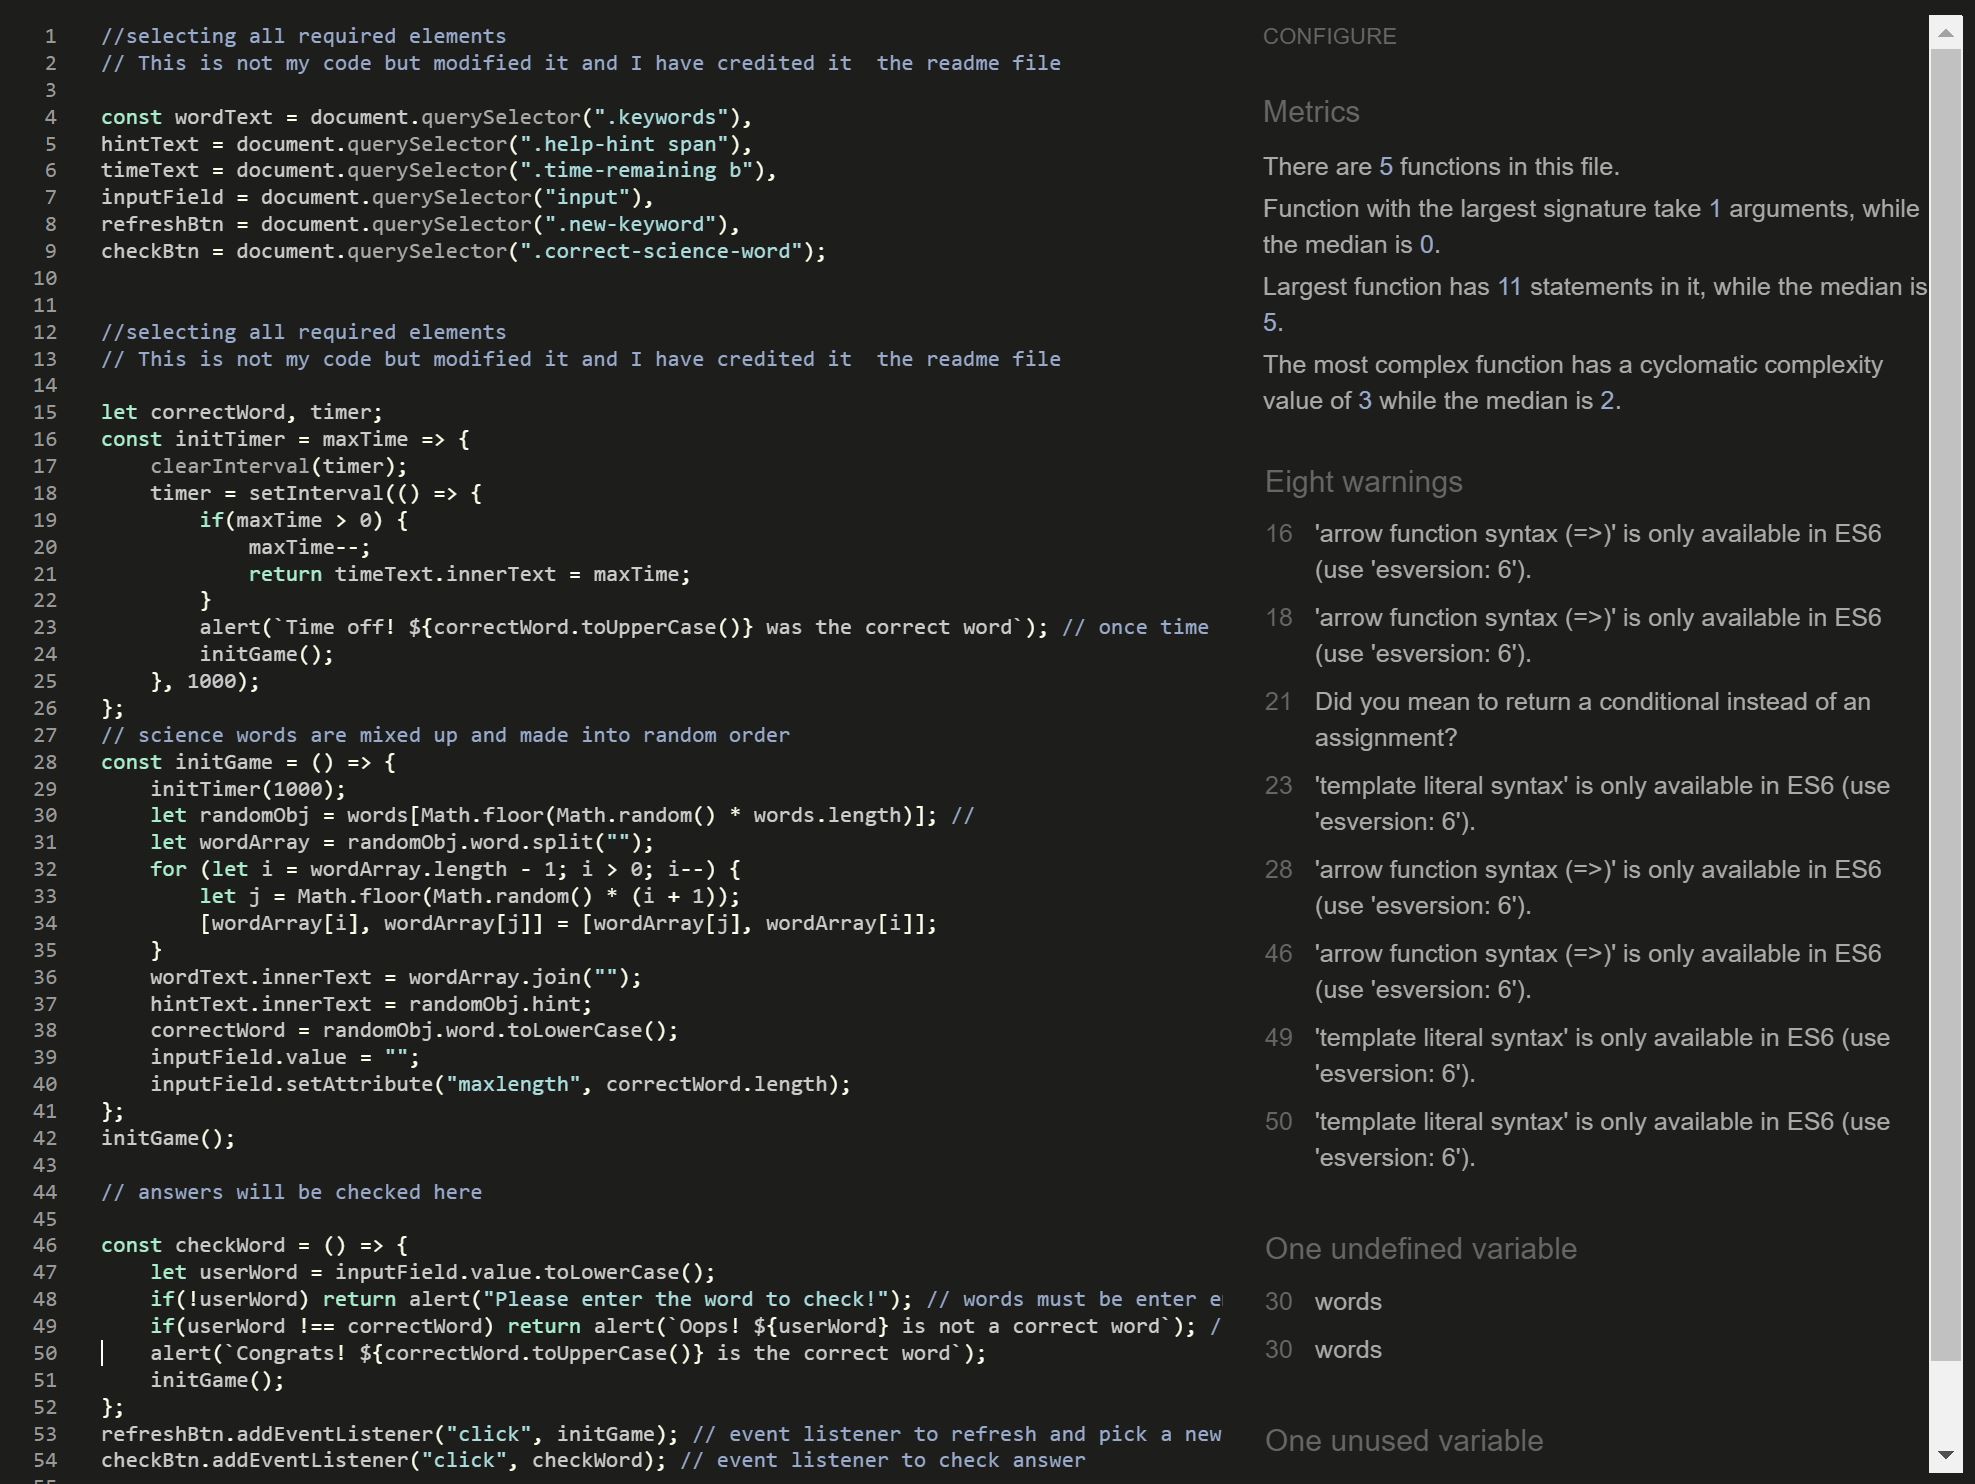 1 //selecting all required elements
2 // This is not my code but modified it and I have credited it  the readme file
3
4 const wordText = document.querySelector(".keywords"),
5 hintText = document.querySelector(".help-hint span"),
6 timeText = document.querySelector(".time-remaining b"),
7 inputField = document.querySelector("input"),
8 refreshBtn = document.querySelector(".new-keyword"),
9 checkBtn = document.querySelector(".correct-science-word");
10
11
12 //selecting all required elements
13 // This is not my code but modified it and I have credited it  the readme file
14
15 let correctWord, timer;
16 const initTimer = maxTime => {
17     clearInterval(timer);
18     timer = setInterval(() => {
19         if(maxTime > 0) {
20             maxTime--;
21             return timeText.innerText = maxTime;
22         }
23         alert(`Time off! ${correctWord.toUpperCase()} was the correct word`); // once time
24         initGame();
25     }, 1000);
26 };
27 // science words are mixed up and made into random order
28 const initGame = () => {
29     initTimer(1000);
30     let randomObj = words[Math.floor(Math.random() * words.length)]; //
31     let wordArray = randomObj.word.split("");
32     for (let i = wordArray.length - 1; i > 0; i--) {
33         let j = Math.floor(Math.random() * (i + 1));
34         [wordArray[i], wordArray[j]] = [wordArray[j], wordArray[i]];
35     }
36     wordText.innerText = wordArray.join("");
37     hintText.innerText = randomObj.hint;
38     correctWord = randomObj.word.toLowerCase();
39     inputField.value = "";
40     inputField.setAttribute("maxlength", correctWord.length);
41 };
42 initGame();
43
44 // answers will be checked here
45
46 const checkWord = () => {
47     let userWord = inputField.value.toLowerCase();
48     if(!userWord) return alert("Please enter the word to check!"); // words must be enter
49     if(userWord !== correctWord) return alert(`Oops! ${userWord} is not a correct word`); /
50     alert(`Congrats! ${correctWord.toUpperCase()} is the correct word`);
51     initGame();
52 };
53 refreshBtn.addEventListener("click", initGame); // event listener to refresh and pick a new
54 checkBtn.addEventListener("click", checkWord); // event listener to check answer
CONFIGURE
Metrics
There are 5 functions in this file.
Function with the largest signature take 1 arguments, while
the median is 0.
Largest function has 11 statements in it, while the median is
5.
The most complex function has a cyclomatic complexity
value of 3 while the median is 2.
Eight warnings
16 'arrow function syntax (=>)' is only available in ES6
(use 'esversion: 6').
18 'arrow function syntax (=>)' is only available in ES6
(use 'esversion: 6').
21 Did you mean to return a conditional instead of an
assignment?
23 'template literal syntax' is only available in ES6 (use
'esversion: 6').
28 'arrow function syntax (=>)' is only available in ES6
(use 'esversion: 6').
46 'arrow function syntax (=>)' is only available in ES6
(use 'esversion: 6').
49 'template literal syntax' is only available in ES6 (use
'esversion: 6').
50 'template literal syntax' is only available in ES6 (use
'esversion: 6').
One undefined variable
30 words
30 words
One unused variable